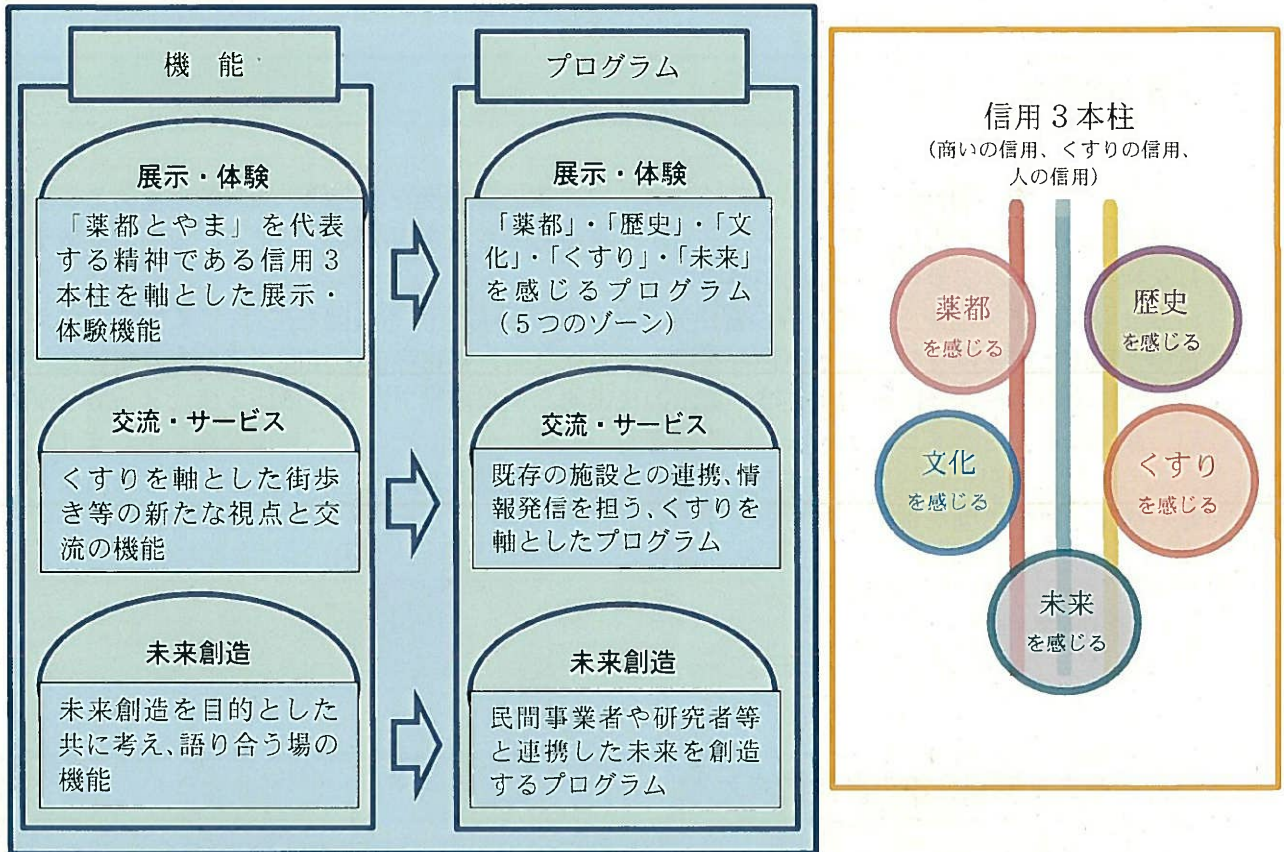 機 能
展示・体験
「薬都とやま」を代表
する精神である信用3
本柱を軸とした展示・
体験機能
交流・サービス
くすりを軸とした街歩
き等の新たな視点と交
流の機能
未来創造
未来創造を目的とした
共に考え、語り合う場の
機能
プログラム
展示・体験
「薬都」・「歴史」・「文
化」・「くすり」・「未来」
を感じるプログラム
(5つのゾーン)
交流・サービス
既存の施設との連携、情
報発信を担う、くすりを
軸としたプログラム
未来創造
民間事業者や研究者等
と連携した未来を創造
するプログラム
信用3本柱
(商いの信用、くすりの信用、
人の信用)
薬都
を感じる
歴史
を感じる
文化
を感じる
くすり
を感じる
未来
を感じる